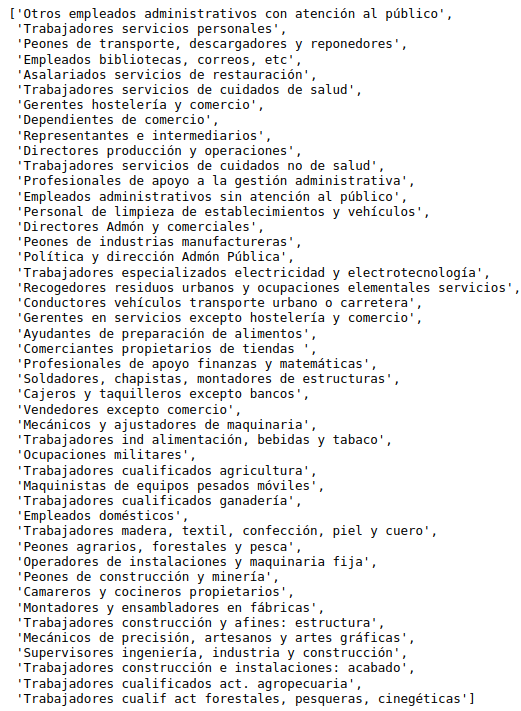 ['Otros empleados administrativos con atención al público',
'Trabajadores servicios personales',
'Peones de transporte, descargadores y reponedores',
'Empleados bibliotecas, correos, etc',
'Asalariados servicios de restauración',
'Trabajadores servicios de cuidados de salud',
'Gerentes hostelería y comercio',
'Dependientes de comercio',
'Representantes e intermediarios',
'Directores producción y operaciones',
'Trabajadores servicios de cuidados no de salud',
'Profesionales de apoyo a la gestión administrativa',
'Empleados administrativos sin atención al público',
'Personal de limpieza de establecimientos y vehículos',
'Directores Admón y comerciales',
'Peones de industrias manufactureras',
'Política y dirección Admón Pública',
'Trabajadores especializados electricidad y electrotecnología',
'Recogedores residuos urbanos y ocupaciones elementales servicios',
'Conductores vehículos transporte urbano o carretera',
'Gerentes en servicios excepto hostelería y comercio',
'Ayudantes de preparación de alimentos',
'Comerciantes propietarios de tiendas ',
'Profesionales de apoyo finanzas y matemáticas',
'Soldadores, chapistas, montadores de estructuras',
'Cajeros y taquilleros excepto bancos',
'Vendedores excepto comercio',
'Mecánicos y ajustadores de maquinaria',
'Trabajadores ind alimentación, bebidas y tabaco',
'Ocupaciones militares',
'Trabajadores cualificados agricultura',
'Maquinistas de equipos pesados móviles',
'Trabajadores cualificados ganadería',
'Empleados domésticos',
'Trabajadores madera, textil, confección, piel y cuero',
'Peones agrarios, forestales y pesca',
'Operadores de instalaciones y maquinaria fija',
'Peones de construcción y minería',
'Camareros y cocineros propietarios',
'Montadores y ensambladores en fábricas',
'Trabajadores construcción y afines: estructura',
'Mecánicos de precisión, artesanos y artes gráficas',
'Supervisores ingeniería, industria y construcción',
'Trabajadores construcción e instalaciones: acabado',
'Trabajadores cualificados act. agropecuaria',
'Trabajadores cualif act forestales, pesqueras, cinegéticas']